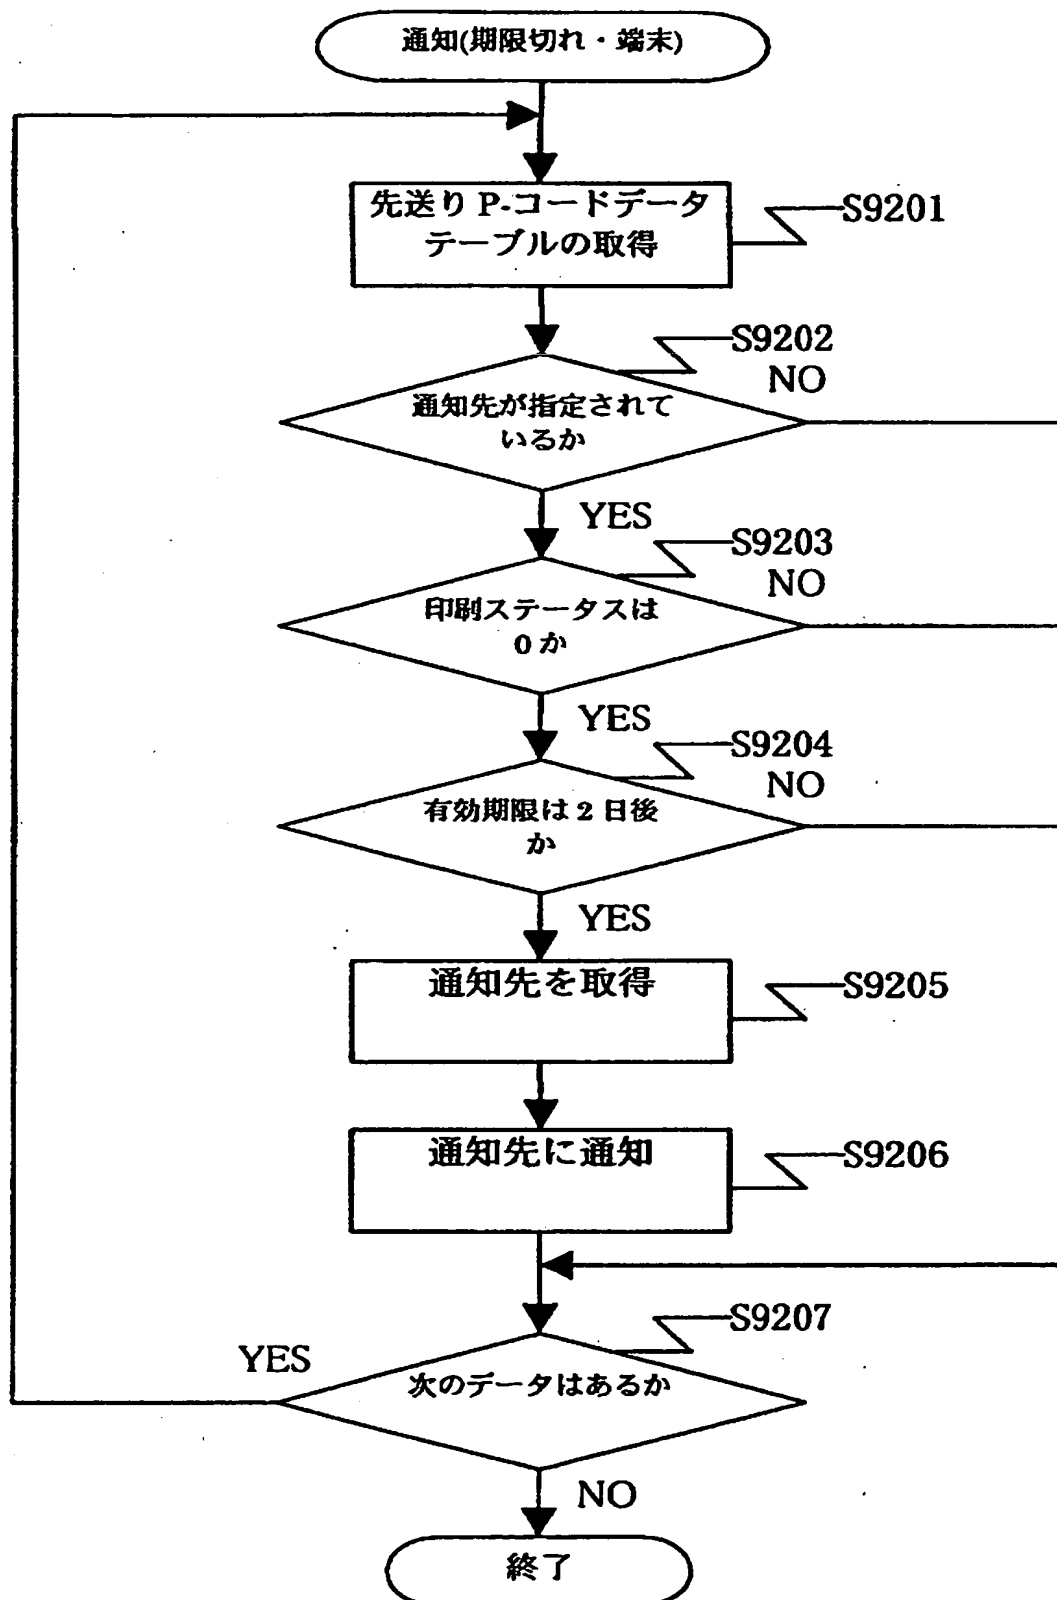 通知(期限切れ・端末)
先送り P-コードデータ
テーブルの取得
S9201
S9202
NO
通知先が指定されて
いるか
YES
S9203
NO
印刷ステータスは
0 か
YES
S9204
NO
有効期限は 2 日後
か
YES
通知先を取得
S9205
通知先に通知
S9206
S9207
YES
次のデータはあるか
NO
終了